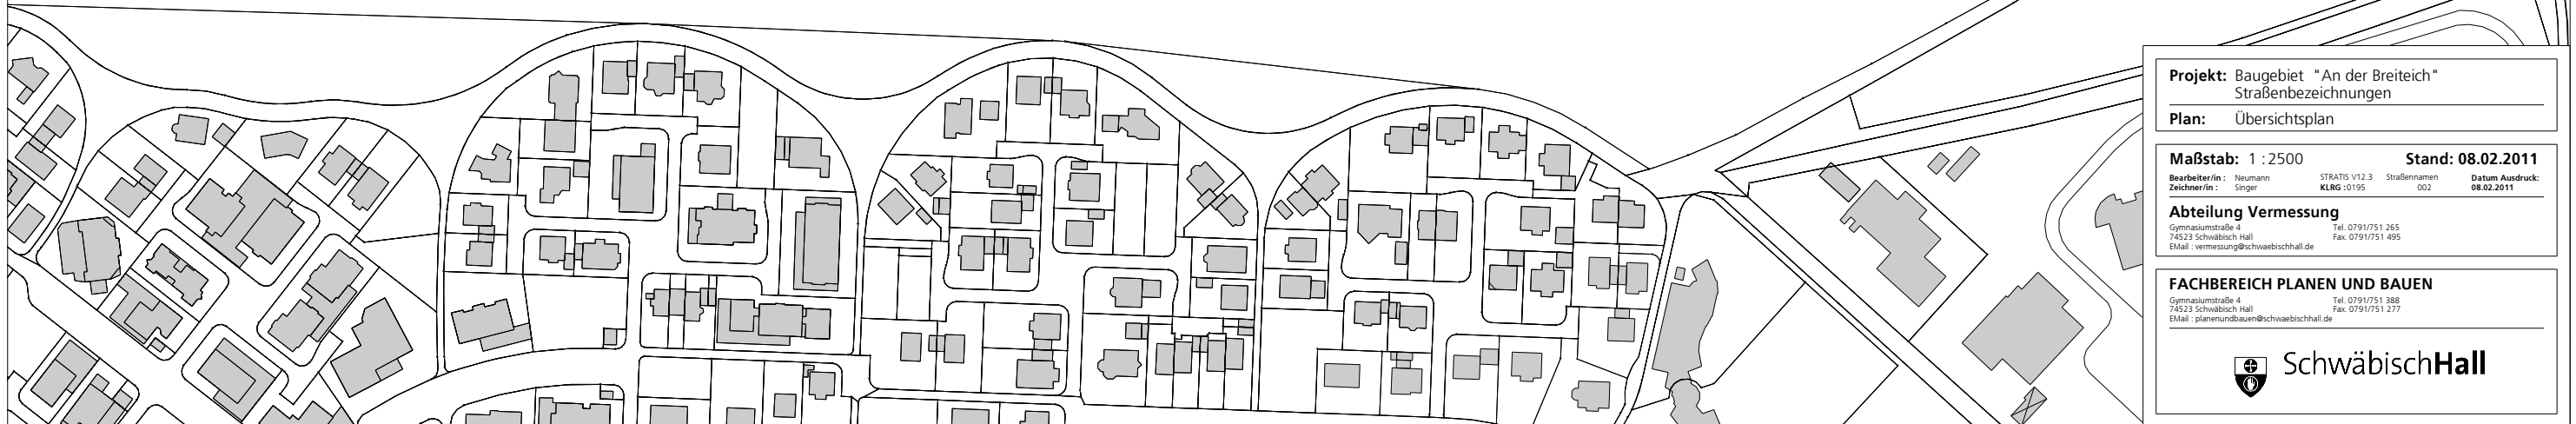 Projekt: Baugebiet "An der Breiteich"
Straßenbezeichnungen
Plan: Übersichtsplan
Maßstab: 1 : 2500 Stand: 08.02.2011
Bearbeiter/in : Neumann STRATIS V12.3 Straßennamen Datum Ausdruck:
Zeichner/in : Singer KLRG :0195 002 08.02.2011
Abteilung Vermessung
Gymnasiumstraße 4 Tel. 0791/751 265
74523 Schwäbisch Hall Fax. 0791/751 495
EMail : vermessung@schwaebischhall.de
FACHBEREICH PLANEN UND BAUEN
Gymnasiumstraße 4 Tel. 0791/751 388
74523 Schwäbisch Hall Fax. 0791/751 277
EMail : planenundbauen@schwaebischhall.de
SchwäbischHall